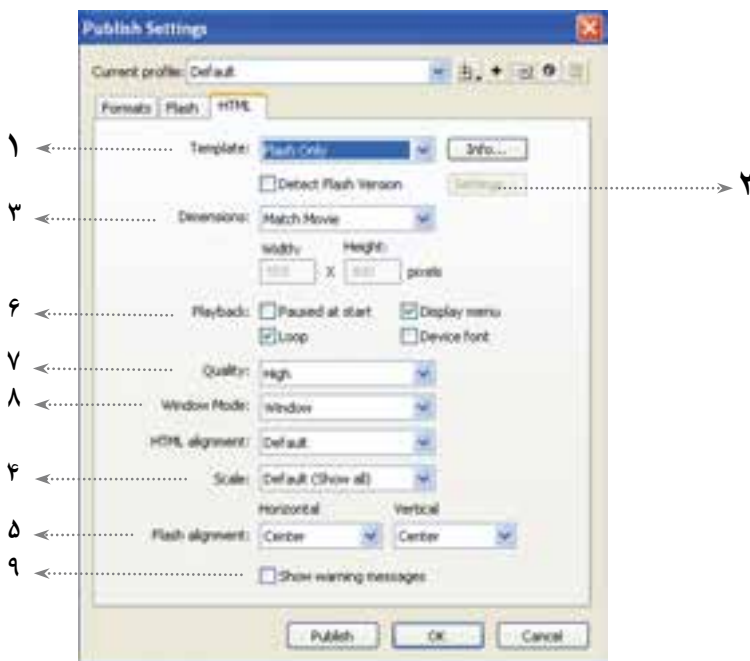 Publish Settings
Current profile: Default
Formats Flash HTML
۱ Template: Flash Only Info...
Detect Flash Version Settings... ۲
۳ Dimensions: Match Movie
Width: Height:
X pixels
۶ Playback: Paused at start Display menu
Loop Device font
۷ Quality: High
۸ Window Mode: Window
HTML alignment: Default
۴ Scale: Default (Show all)
Horizontal Vertical
۵ Flash alignment: Center Center
۹ Show warning messages
Publish OK Cancel